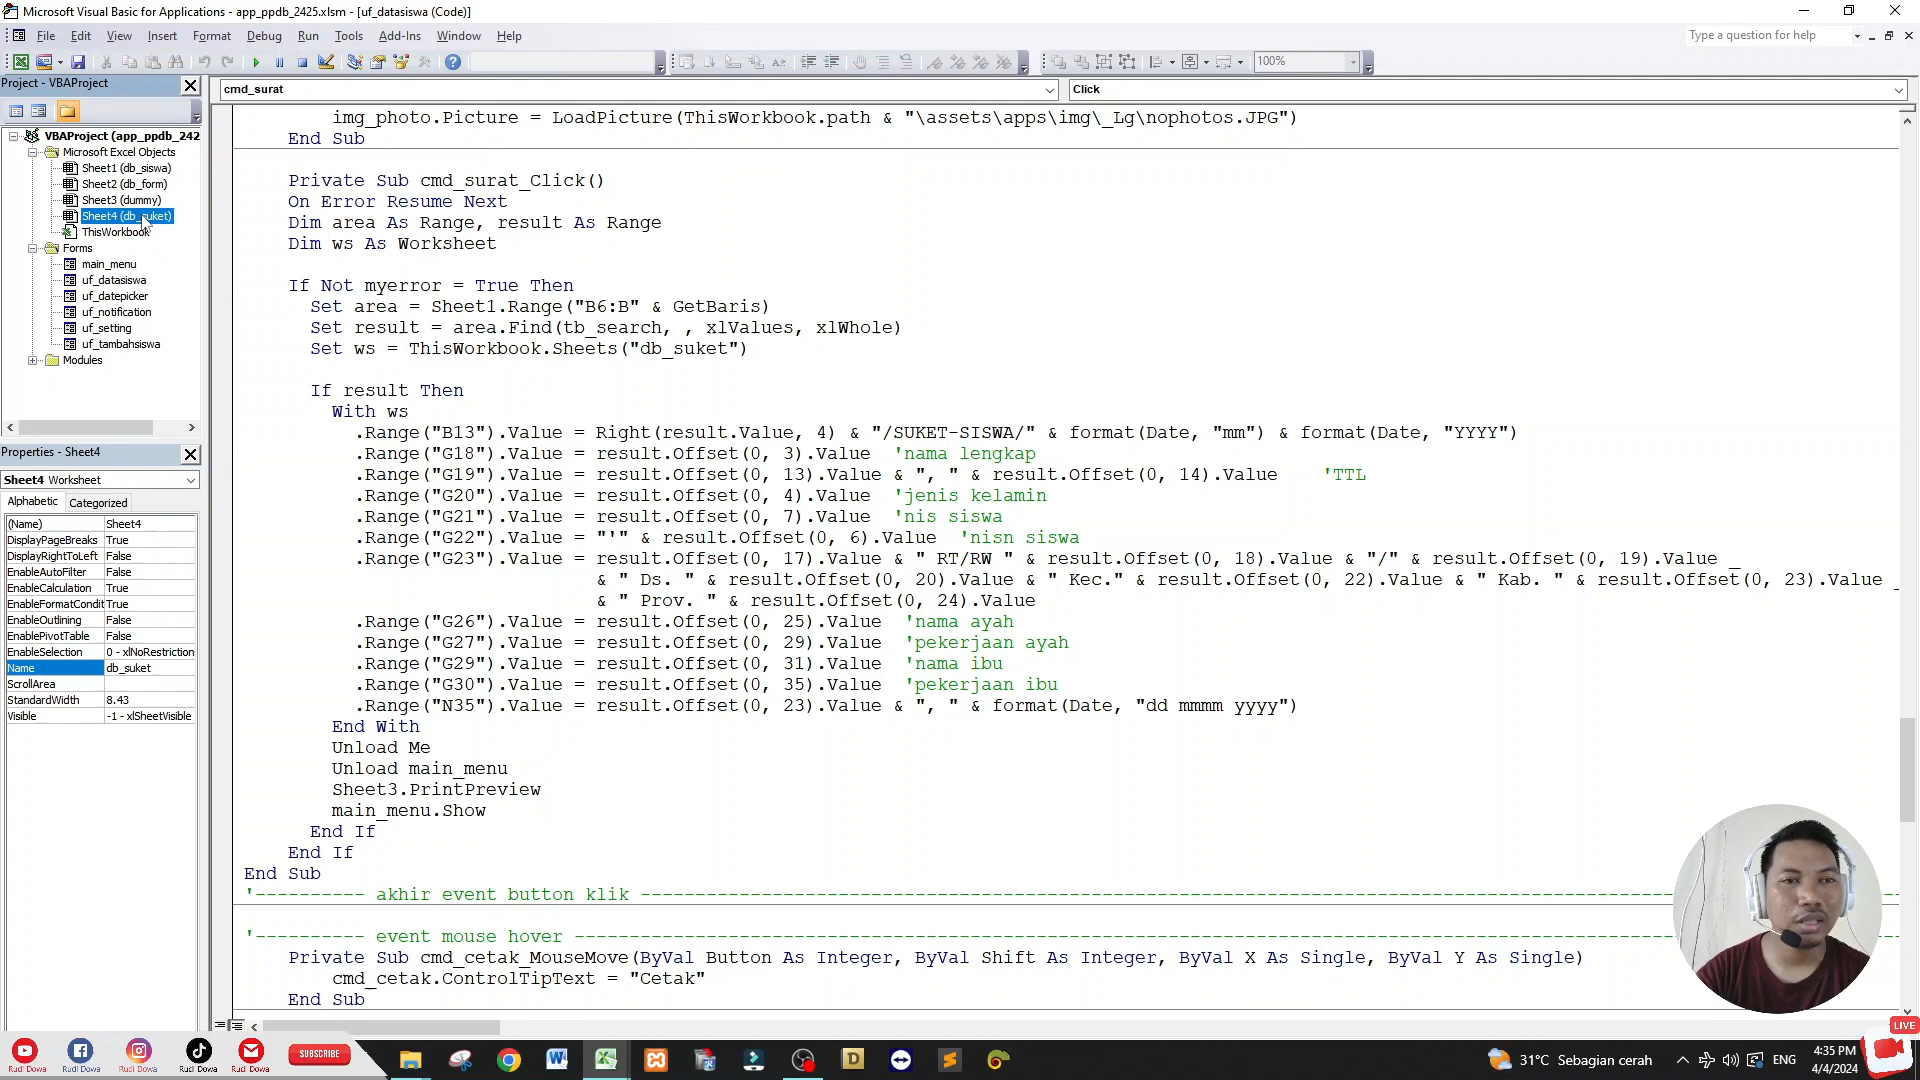 Microsoft Visual Basic for Applications - app_ppdb_2425.xlsm - [uf_datasiswa (Code)]
File Edit View Insert Format Debug Run Tools Add-Ins Window Help
Type a question for help
100%
Project - VBAProject
cmd_surat
Click
VBAProject (app_ppdb_242
Microsoft Excel Objects
Sheet1 (db_siswa)
Sheet2 (db_form)
Sheet3 (dummy)
Sheet4 (db_suket)
ThisWorkbook
Forms
main_menu
uf_datasiswa
uf_datepicker
uf_notification
uf_setting
uf_tambahsiswa
Modules
Properties - Sheet4
Sheet4 Worksheet
Alphabetic Categorized
(Name) Sheet4
DisplayPageBreaks True
DisplayRightToLeft False
EnableAutoFilter False
EnableCalculation True
EnableFormatCondit True
EnableOutlining False
EnablePivotTable False
EnableSelection 0 - xlNoRestriction
Name db_suket
ScrollArea
StandardWidth 8.43
Visible -1 - xlSheetVisible
img_photo.Picture = LoadPicture(ThisWorkbook.path & "\assets\apps\img\_Lg\nophotos.JPG")
End Sub
Private Sub cmd_surat_Click()
On Error Resume Next
Dim area As Range, result As Range
Dim ws As Worksheet
If Not myerror = True Then
Set area = Sheet1.Range("B6:B" & GetBaris)
Set result = area.Find(tb_search, , xlValues, xlWhole)
Set ws = ThisWorkbook.Sheets("db_suket")
If result Then
With ws
.Range("B13").Value = Right(result.Value, 4) & "/SUKET-SISWA/" & format(Date, "mm") & format(Date, "YYYY")
.Range("G18").Value = result.Offset(0, 3).Value 'nama lengkap
.Range("G19").Value = result.Offset(0, 13).Value & ", " & result.Offset(0, 14).Value 'TTL
.Range("G20").Value = result.Offset(0, 4).Value 'jenis kelamin
.Range("G21").Value = result.Offset(0, 7).Value 'nis siswa
.Range("G22").Value = "'" & result.Offset(0, 6).Value 'nisn siswa
.Range("G23").Value = result.Offset(0, 17).Value & " RT/RW " & result.Offset(0, 18).Value & "/" & result.Offset(0, 19).Value _
& " Ds. " & result.Offset(0, 20).Value & " Kec." & result.Offset(0, 22).Value & " Kab. " & result.Offset(0, 23).Value _
& " Prov. " & result.Offset(0, 24).Value
.Range("G26").Value = result.Offset(0, 25).Value 'nama ayah
.Range("G27").Value = result.Offset(0, 29).Value 'pekerjaan ayah
.Range("G29").Value = result.Offset(0, 31).Value 'nama ibu
.Range("G30").Value = result.Offset(0, 35).Value 'pekerjaan ibu
.Range("N35").Value = result.Offset(0, 23).Value & ", " & format(Date, "dd mmmm yyyy")
End With
Unload Me
Unload main_menu
Sheet3.PrintPreview
main_menu.Show
End If
End If
End Sub
'---------- akhir event button klik ----------
'---------- event mouse hover ----------
Private Sub cmd_cetak_MouseMove(ByVal Button As Integer, ByVal Shift As Integer, ByVal X As Single, ByVal Y As Single)
cmd_cetak.ControlTipText = "Cetak"
End Sub
LIVE
Rudi Dowa Rudi Dowa Rudi Dowa Rudi Dowa Rudi Dowa
SUBSCRIBE
31°C Sebagian cerah
ENG
4:35 PM
4/4/2024